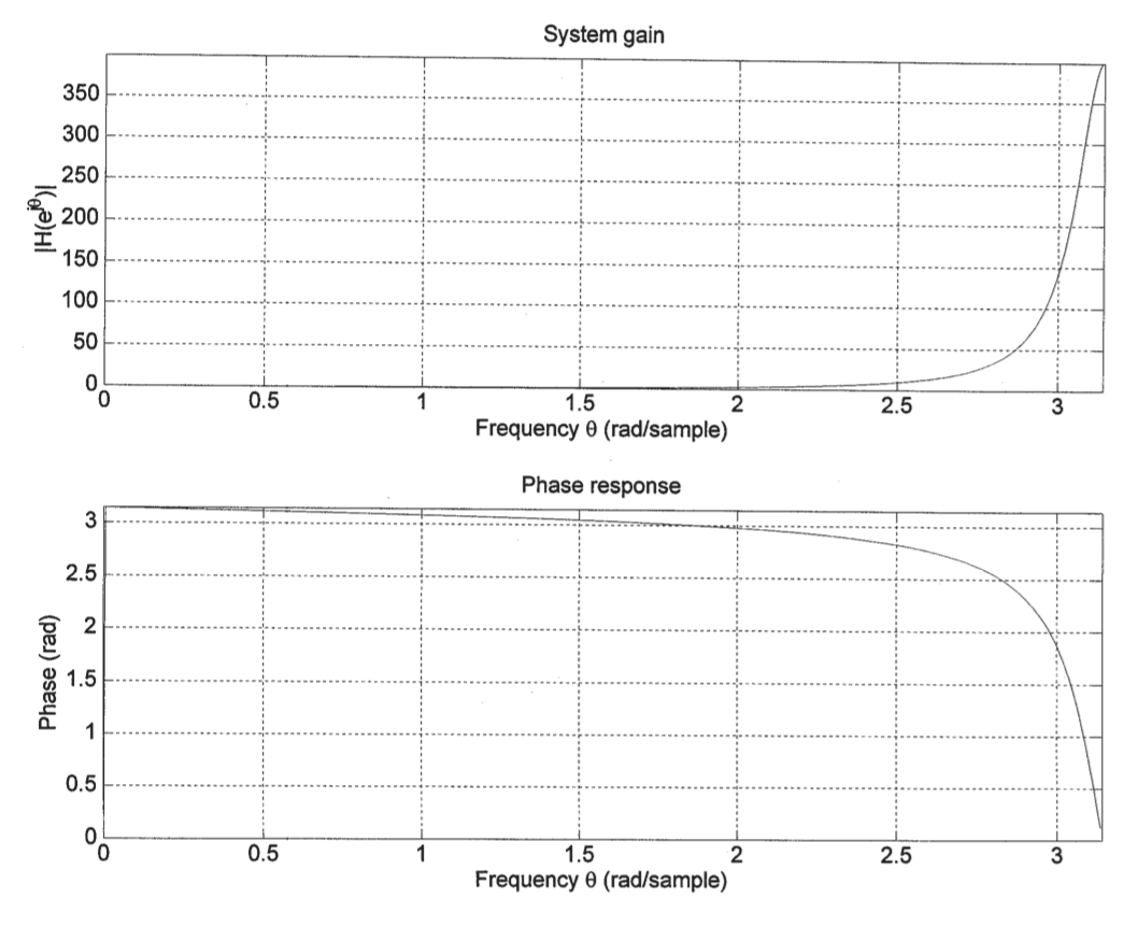 System gain
|H(e^jθ)|
350
300
250
200
150
100
50
0
0 0.5 1 1.5 2 2.5 3
Frequency θ (rad/sample)
Phase response
Phase (rad)
3
2.5
2
1.5
1
0.5
0
0 0.5 1 1.5 2 2.5 3
Frequency θ (rad/sample)